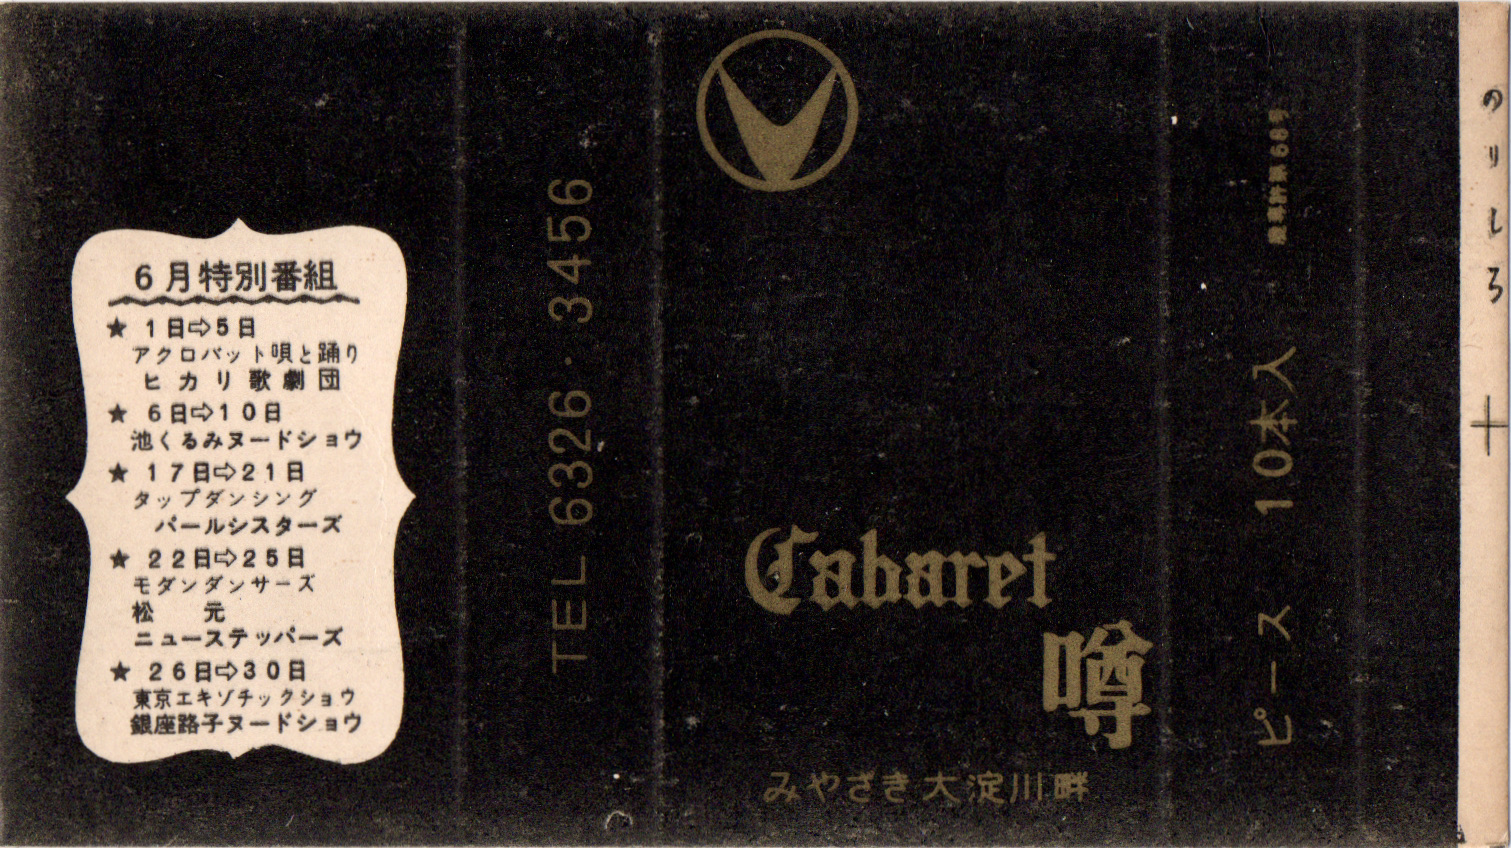 6月特別番組
★ 1日⇨5日
アクロバット唄と踊り
ヒカリ歌劇団
★ 6日⇨10日
池くるみヌードショウ
★ 17日⇨21日
タップダンシング
パールシスターズ
★ 22日⇨25日
モダンダンサーズ
松 元
ニューステッパーズ
★ 26日⇨30日
東京エキゾチックショウ
銀座路子ヌードショウ
TEL 6326・3456
Cabaret
噂
みやざき大淀川畔
ピース 10本入
のりしろ